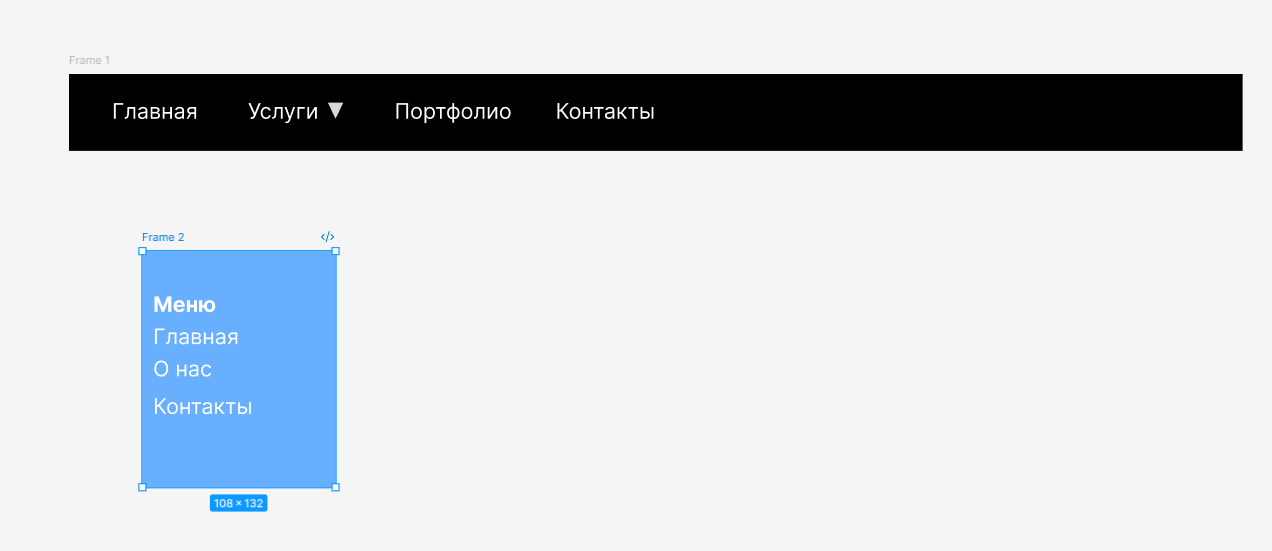 Frame 1
Главная Услуги ▼ Портфолио Контакты
Frame 2 </>
Меню
Главная
О нас
Контакты
108 × 132